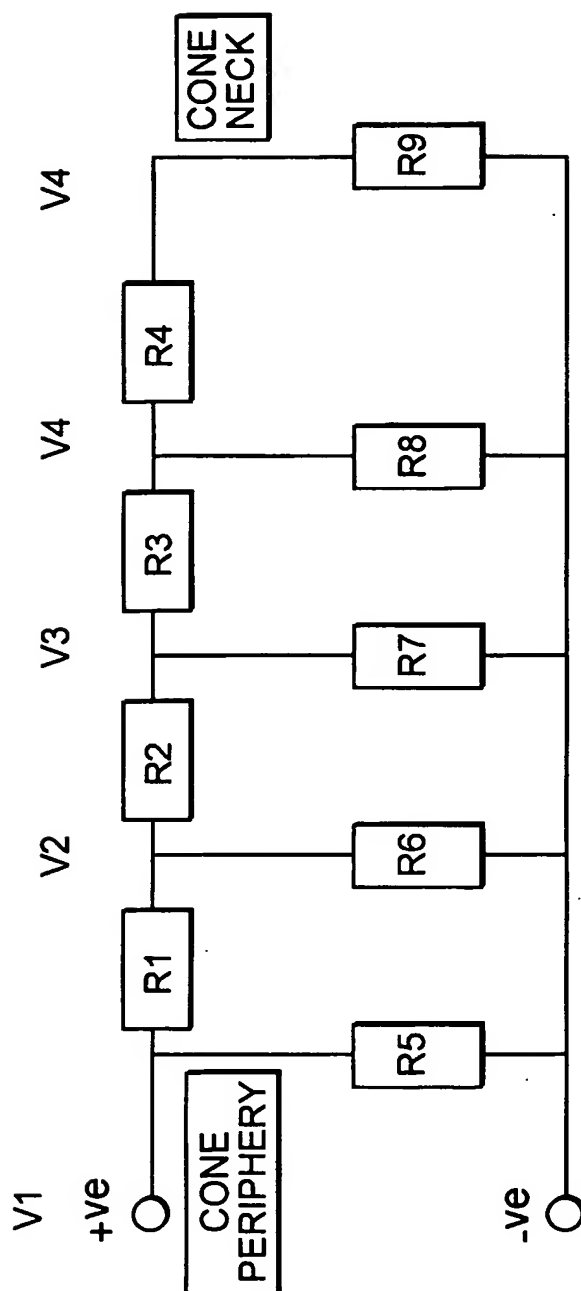 V1
V2
V3
V4
V4
+ve
R1
R2
R3
R4
CONE
PERIPHERY
CONE
NECK
R5
R6
R7
R8
R9
-ve